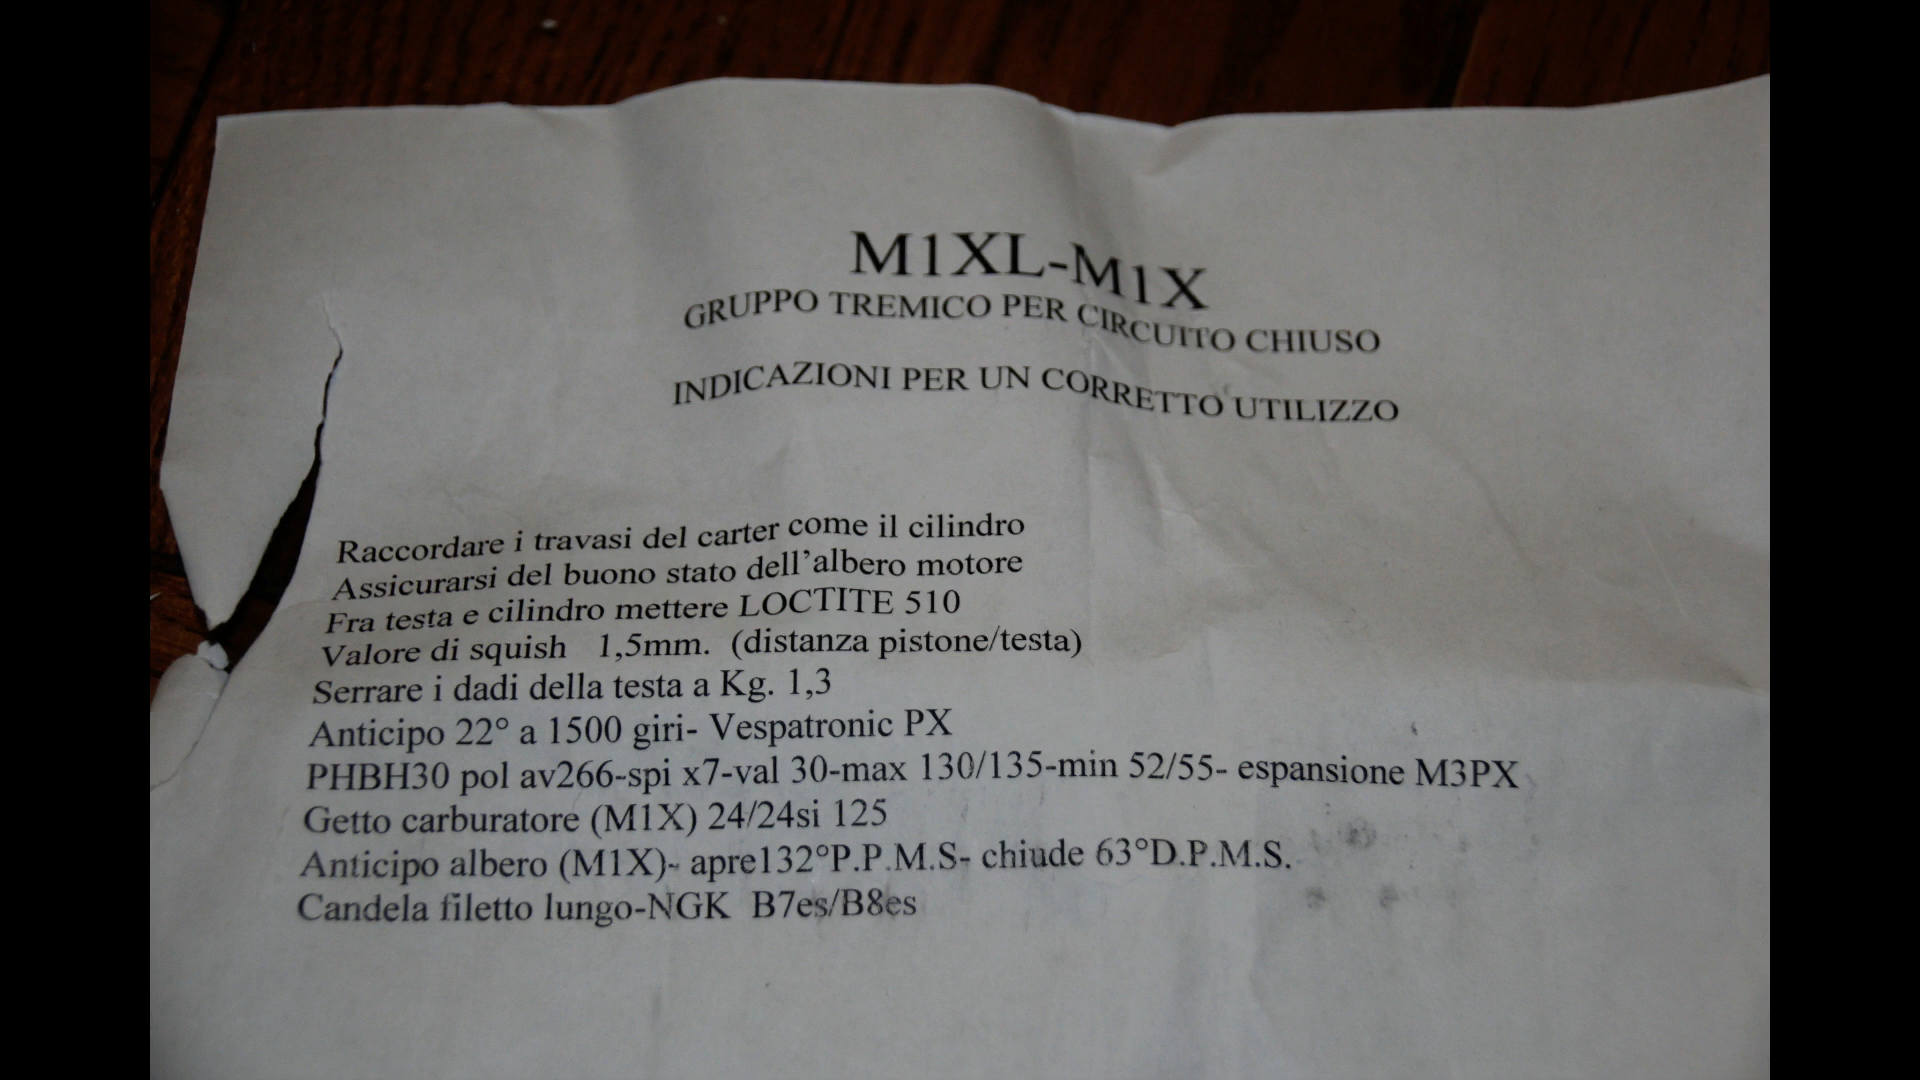 M1XL-M1X
GRUPPO TREMICO PER CIRCUITO CHIUSO
INDICAZIONI PER UN CORRETTO UTILIZZO
Raccordare i travasi del carter come il cilindro
Assicurarsi del buono stato dell'albero motore
Fra testa e cilindro mettere LOCTITE 510
Valore di squish 1,5mm. (distanza pistone/testa)
Serrare i dadi della testa a Kg. 1,3
Anticipo 22° a 1500 giri- Vespatronic PX
PHBH30 pol av266-spi x7-val 30-max 130/135-min 52/55- espansione M3PX
Getto carburatore (M1X) 24/24si 125
Anticipo albero (M1X)- apre132°P.P.M.S- chiude 63°D.P.M.S.
Candela filetto lungo-NGK B7es/B8es